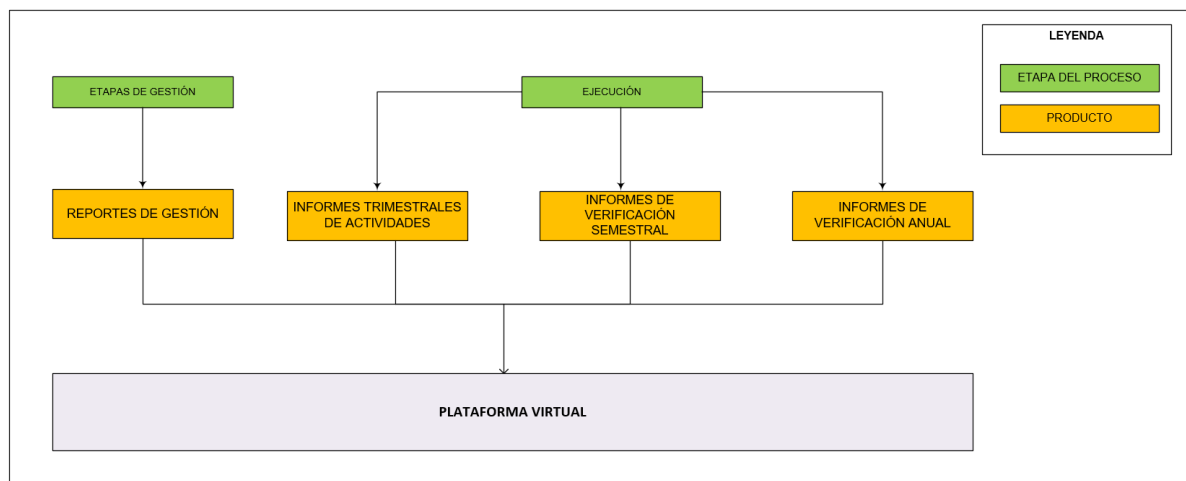 LEYENDA
ETAPA DEL PROCESO
PRODUCTO
ETAPAS DE GESTIÓN
EJECUCIÓN
REPORTES DE GESTIÓN
INFORMES TRIMESTRALES
DE ACTIVIDADES
INFORMES DE
VERIFICACIÓN
SEMESTRAL
INFORMES DE
VERIFICACIÓN ANUAL
PLATAFORMA VIRTUAL